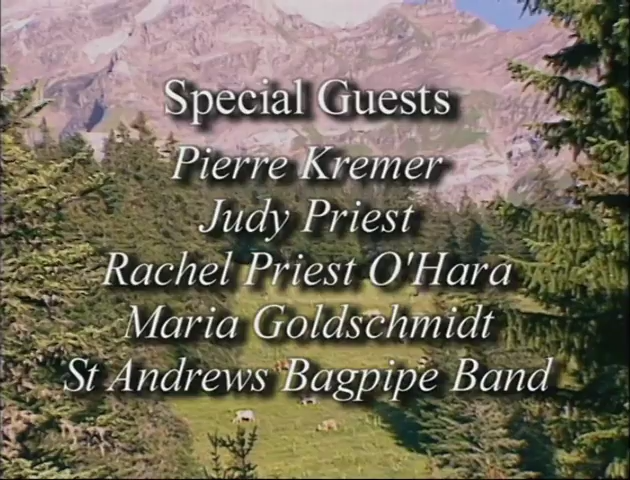 Special Guests
Pierre Kremer
Judy Priest
Rachel Priest O'Hara
Maria Goldschmidt
St Andrews Bagpipe Band